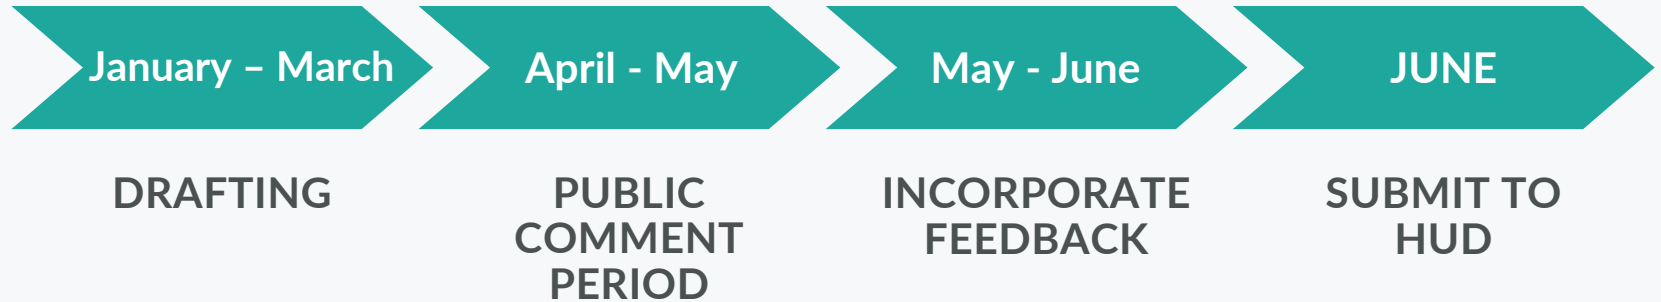 January – March
DRAFTING
April - May
PUBLIC
COMMENT
PERIOD
May - June
INCORPORATE
FEEDBACK
JUNE
SUBMIT TO
HUD